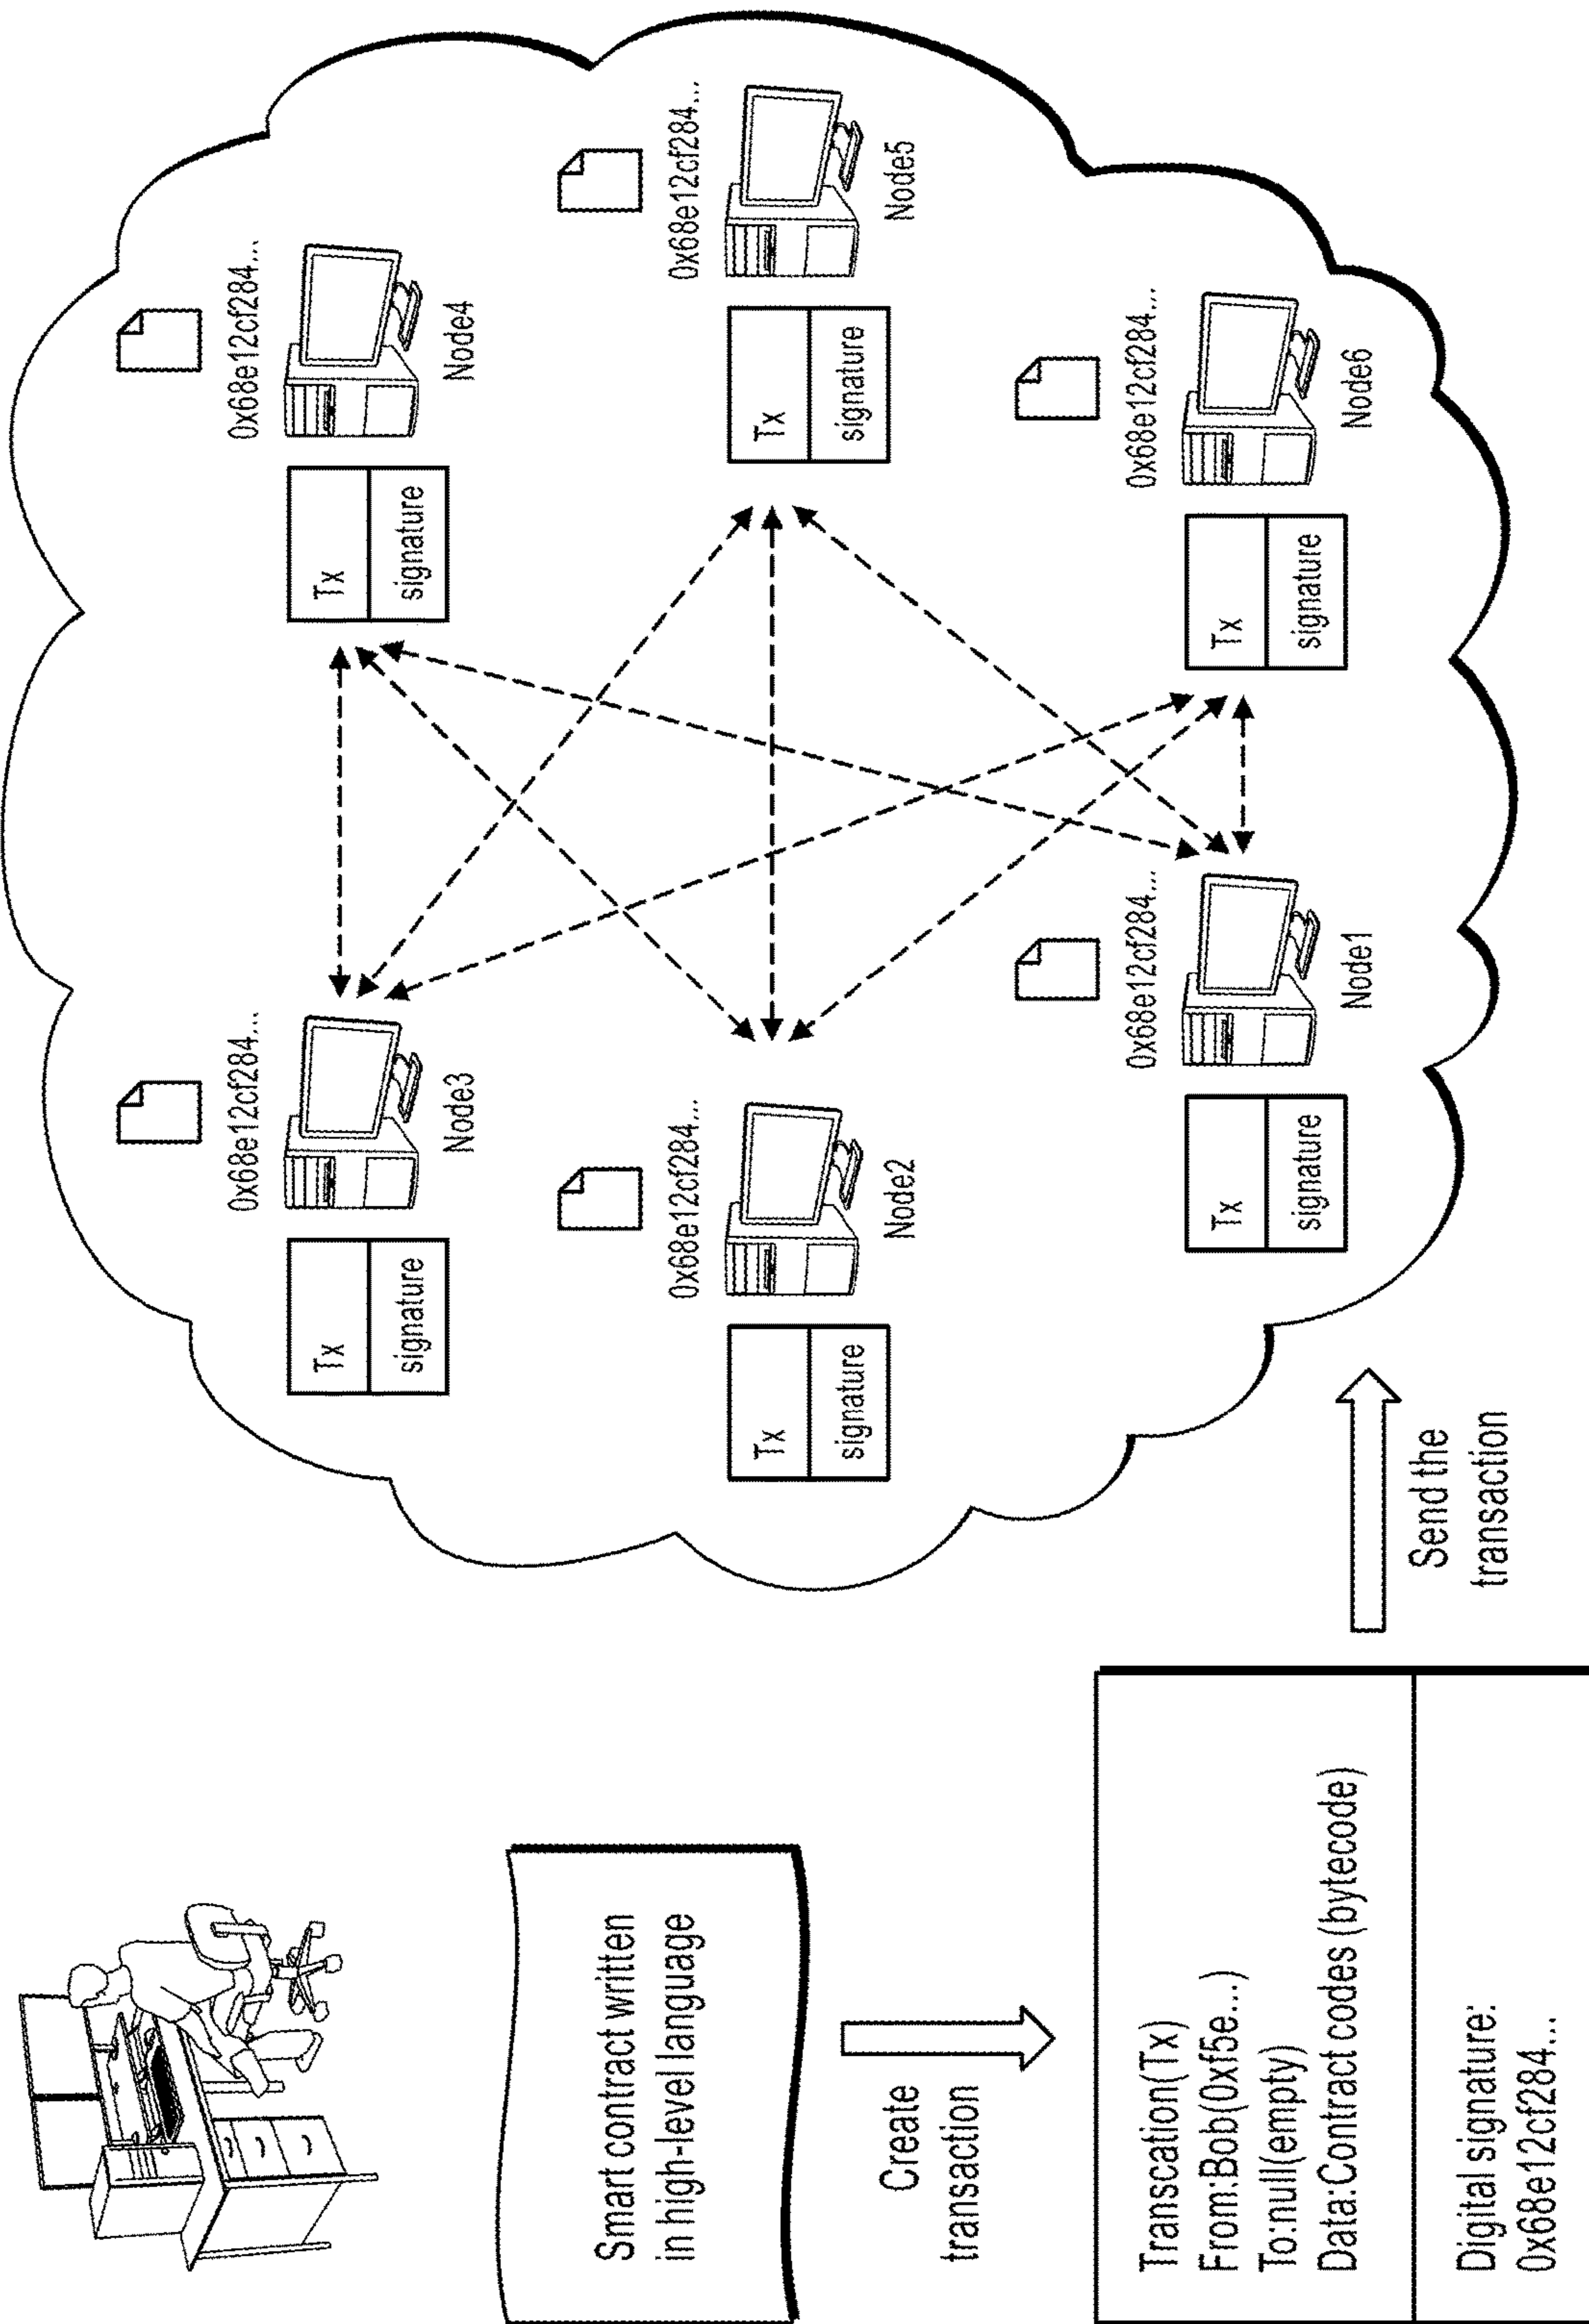 Smart contract written
in high-level language
Create
transaction
Transcation(Tx)
From:Bob(0xf5e...)
To:null(empty)
Data:Contract codes (bytecode)
Digital signature:
0x68e12cf284...
Send the
transaction
0x68e12cf284...
Tx
signature
Node3
0x68e12cf284...
Tx
signature
Node4
0x68e12cf284...
Tx
signature
Node2
0x68e12cf284...
Tx
signature
Node5
0x68e12cf284...
Tx
signature
Node1
0x68e12cf284...
Tx
signature
Node6